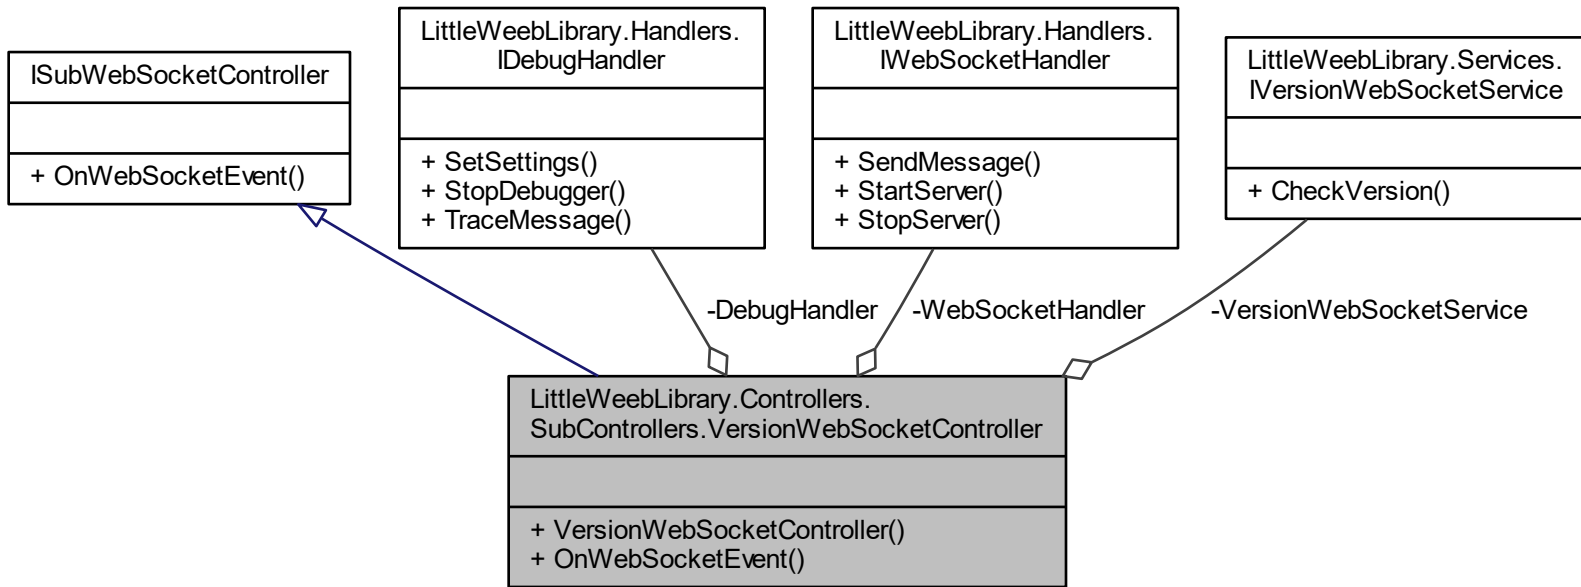 ISubWebSocketController
+ OnWebSocketEvent()
LittleWeebLibrary.Handlers.
IDebugHandler
+ SetSettings()
+ StopDebugger()
+ TraceMessage()
LittleWeebLibrary.Handlers.
IWebSocketHandler
+ SendMessage()
+ StartServer()
+ StopServer()
LittleWeebLibrary.Services.
IVersionWebSocketService
+ CheckVersion()
-DebugHandler
-WebSocketHandler
-VersionWebSocketService
LittleWeebLibrary.Controllers.
SubControllers.VersionWebSocketController
+ VersionWebSocketController()
+ OnWebSocketEvent()